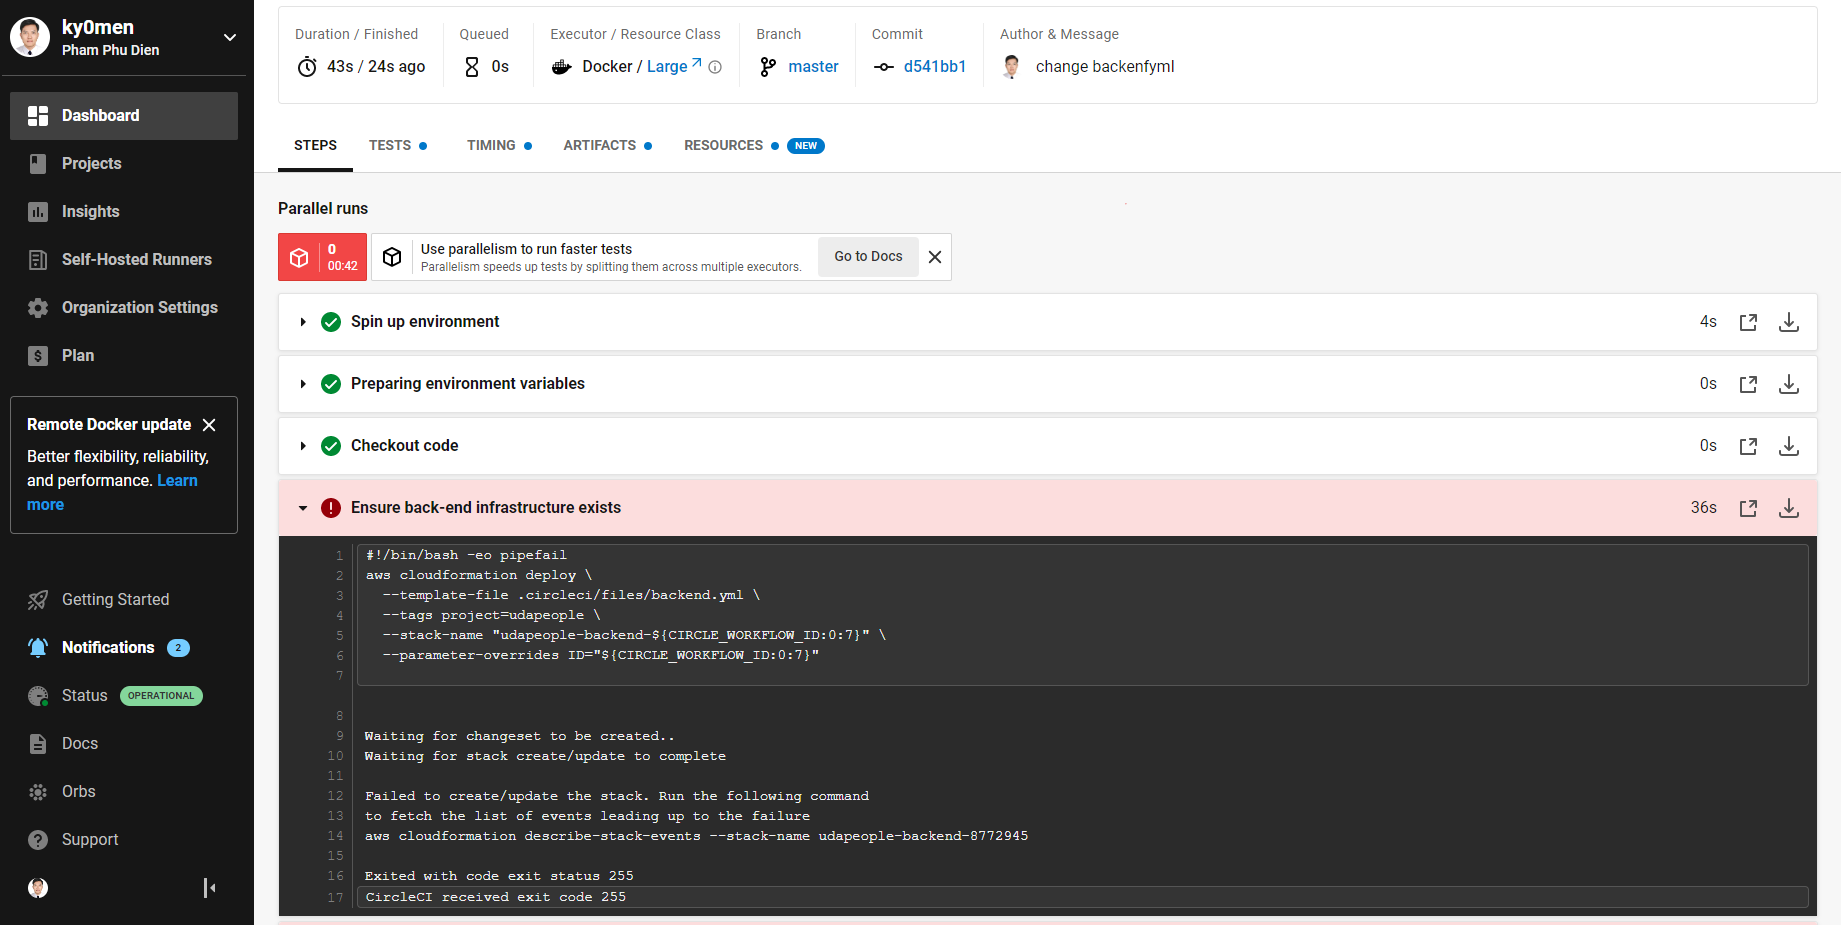 ky0men
Pham Phu Dien
Dashboard
Projects
Insights
Self-Hosted Runners
Organization Settings
Plan
Remote Docker update
Better flexibility, reliability,
and performance. Learn
more
Getting Started
Notifications 2
Status OPERATIONAL
Docs
Orbs
Support
Duration / Finished
43s / 24s ago
Queued
0s
Executor / Resource Class
Docker / Large
Branch
master
Commit
d541bb1
Author & Message
change backenfyml
STEPS TESTS TIMING ARTIFACTS RESOURCES NEW
Parallel runs
0
00:42
Use parallelism to run faster tests
Parallelism speeds up tests by splitting them across multiple executors.
Go to Docs
Spin up environment 4s
Preparing environment variables 0s
Checkout code 0s
Ensure back-end infrastructure exists 36s
1 #!/bin/bash -eo pipefail
2 aws cloudformation deploy \
3 --template-file .circleci/files/backend.yml \
4 --tags project=udapeople \
5 --stack-name "udapeople-backend-${CIRCLE_WORKFLOW_ID:0:7}" \
6 --parameter-overrides ID="${CIRCLE_WORKFLOW_ID:0:7}"
7
8
9 Waiting for changeset to be created..
10 Waiting for stack create/update to complete
11
12 Failed to create/update the stack. Run the following command
13 to fetch the list of events leading up to the failure
14 aws cloudformation describe-stack-events --stack-name udapeople-backend-8772945
15
16 Exited with code exit status 255
17 CircleCI received exit code 255